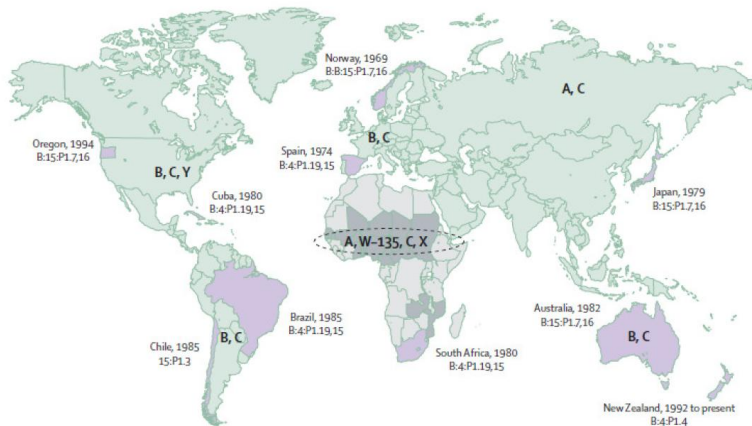 Norway, 1969
B:B:15:P1.7,16
A, C
Oregon, 1994
B:15:P1.7,16
B, C
Spain, 1974
B:4:P1.19,15
B, C, Y
Cuba, 1980
B:4:P1.19,15
Japan, 1979
B:15:P1.7,16
A, W-135, C, X
Australia, 1982
B:15:P1.7,16
Brazil, 1985
B:4:P1.19,15
B, C
B, C
Chile, 1985
15:P1.3
South Africa, 1980
B:4:P1.19,15
New Zealand, 1992 to present
B:4:P1.4